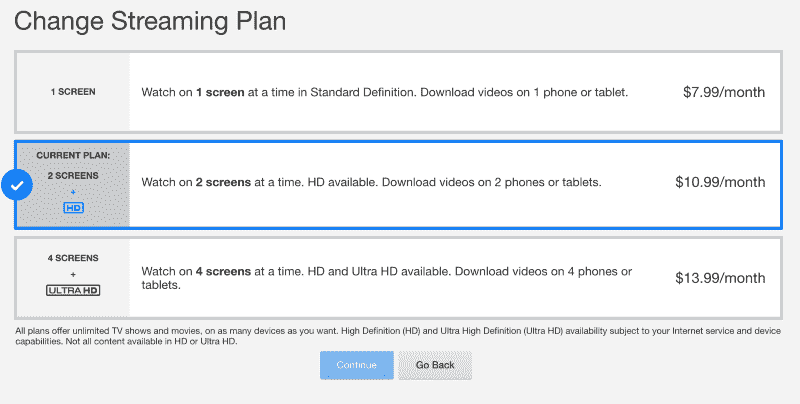 Change Streaming Plan
1 SCREEN
Watch on 1 screen at a time in Standard Definition. Download videos on 1 phone or tablet.
$7.99/month
CURRENT PLAN:
2 SCREENS
+
HD
Watch on 2 screens at a time. HD available. Download videos on 2 phones or tablets.
$10.99/month
4 SCREENS
+
ULTRA HD
Watch on 4 screens at a time. HD and Ultra HD available. Download videos on 4 phones or
tablets.
$13.99/month
All plans offer unlimited TV shows and movies, on as many devices as you want. High Definition (HD) and Ultra High Definition (Ultra HD) availability subject to your Internet service and device
capabilities. Not all content available in HD or Ultra HD.
Continue
Go Back